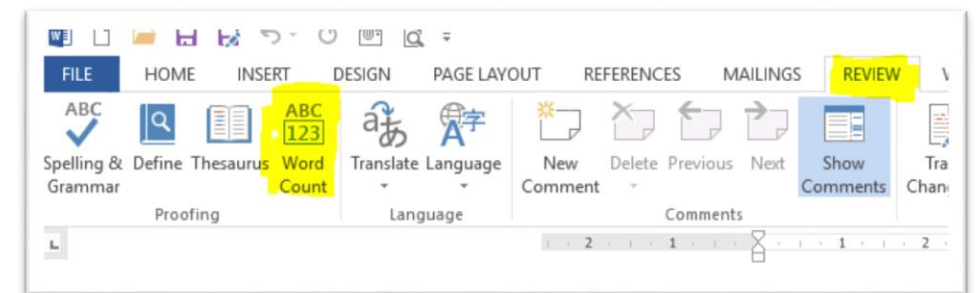 FILE HOME INSERT DESIGN PAGE LAYOUT REFERENCES MAILINGS REVIEW
ABC ABC
123
Spelling & Define Thesaurus Word Translate Language New Delete Previous Next Show
Grammar Count Comment Comments
Proofing Language Comments
2 1 1 2